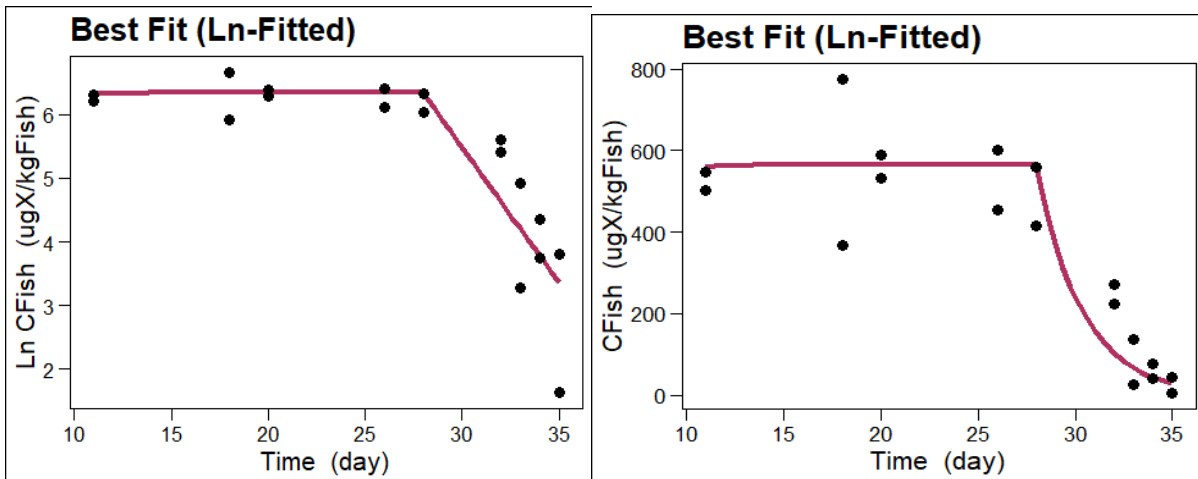 Best Fit (Ln-Fitted)
Ln CFish (ugX/kgFish)
6
5
4
3
2
10 15 20 25 30 35
Time (day)
Best Fit (Ln-Fitted)
CFish (ugX/kgFish)
800
600
400
200
0
10 15 20 25 30 35
Time (day)